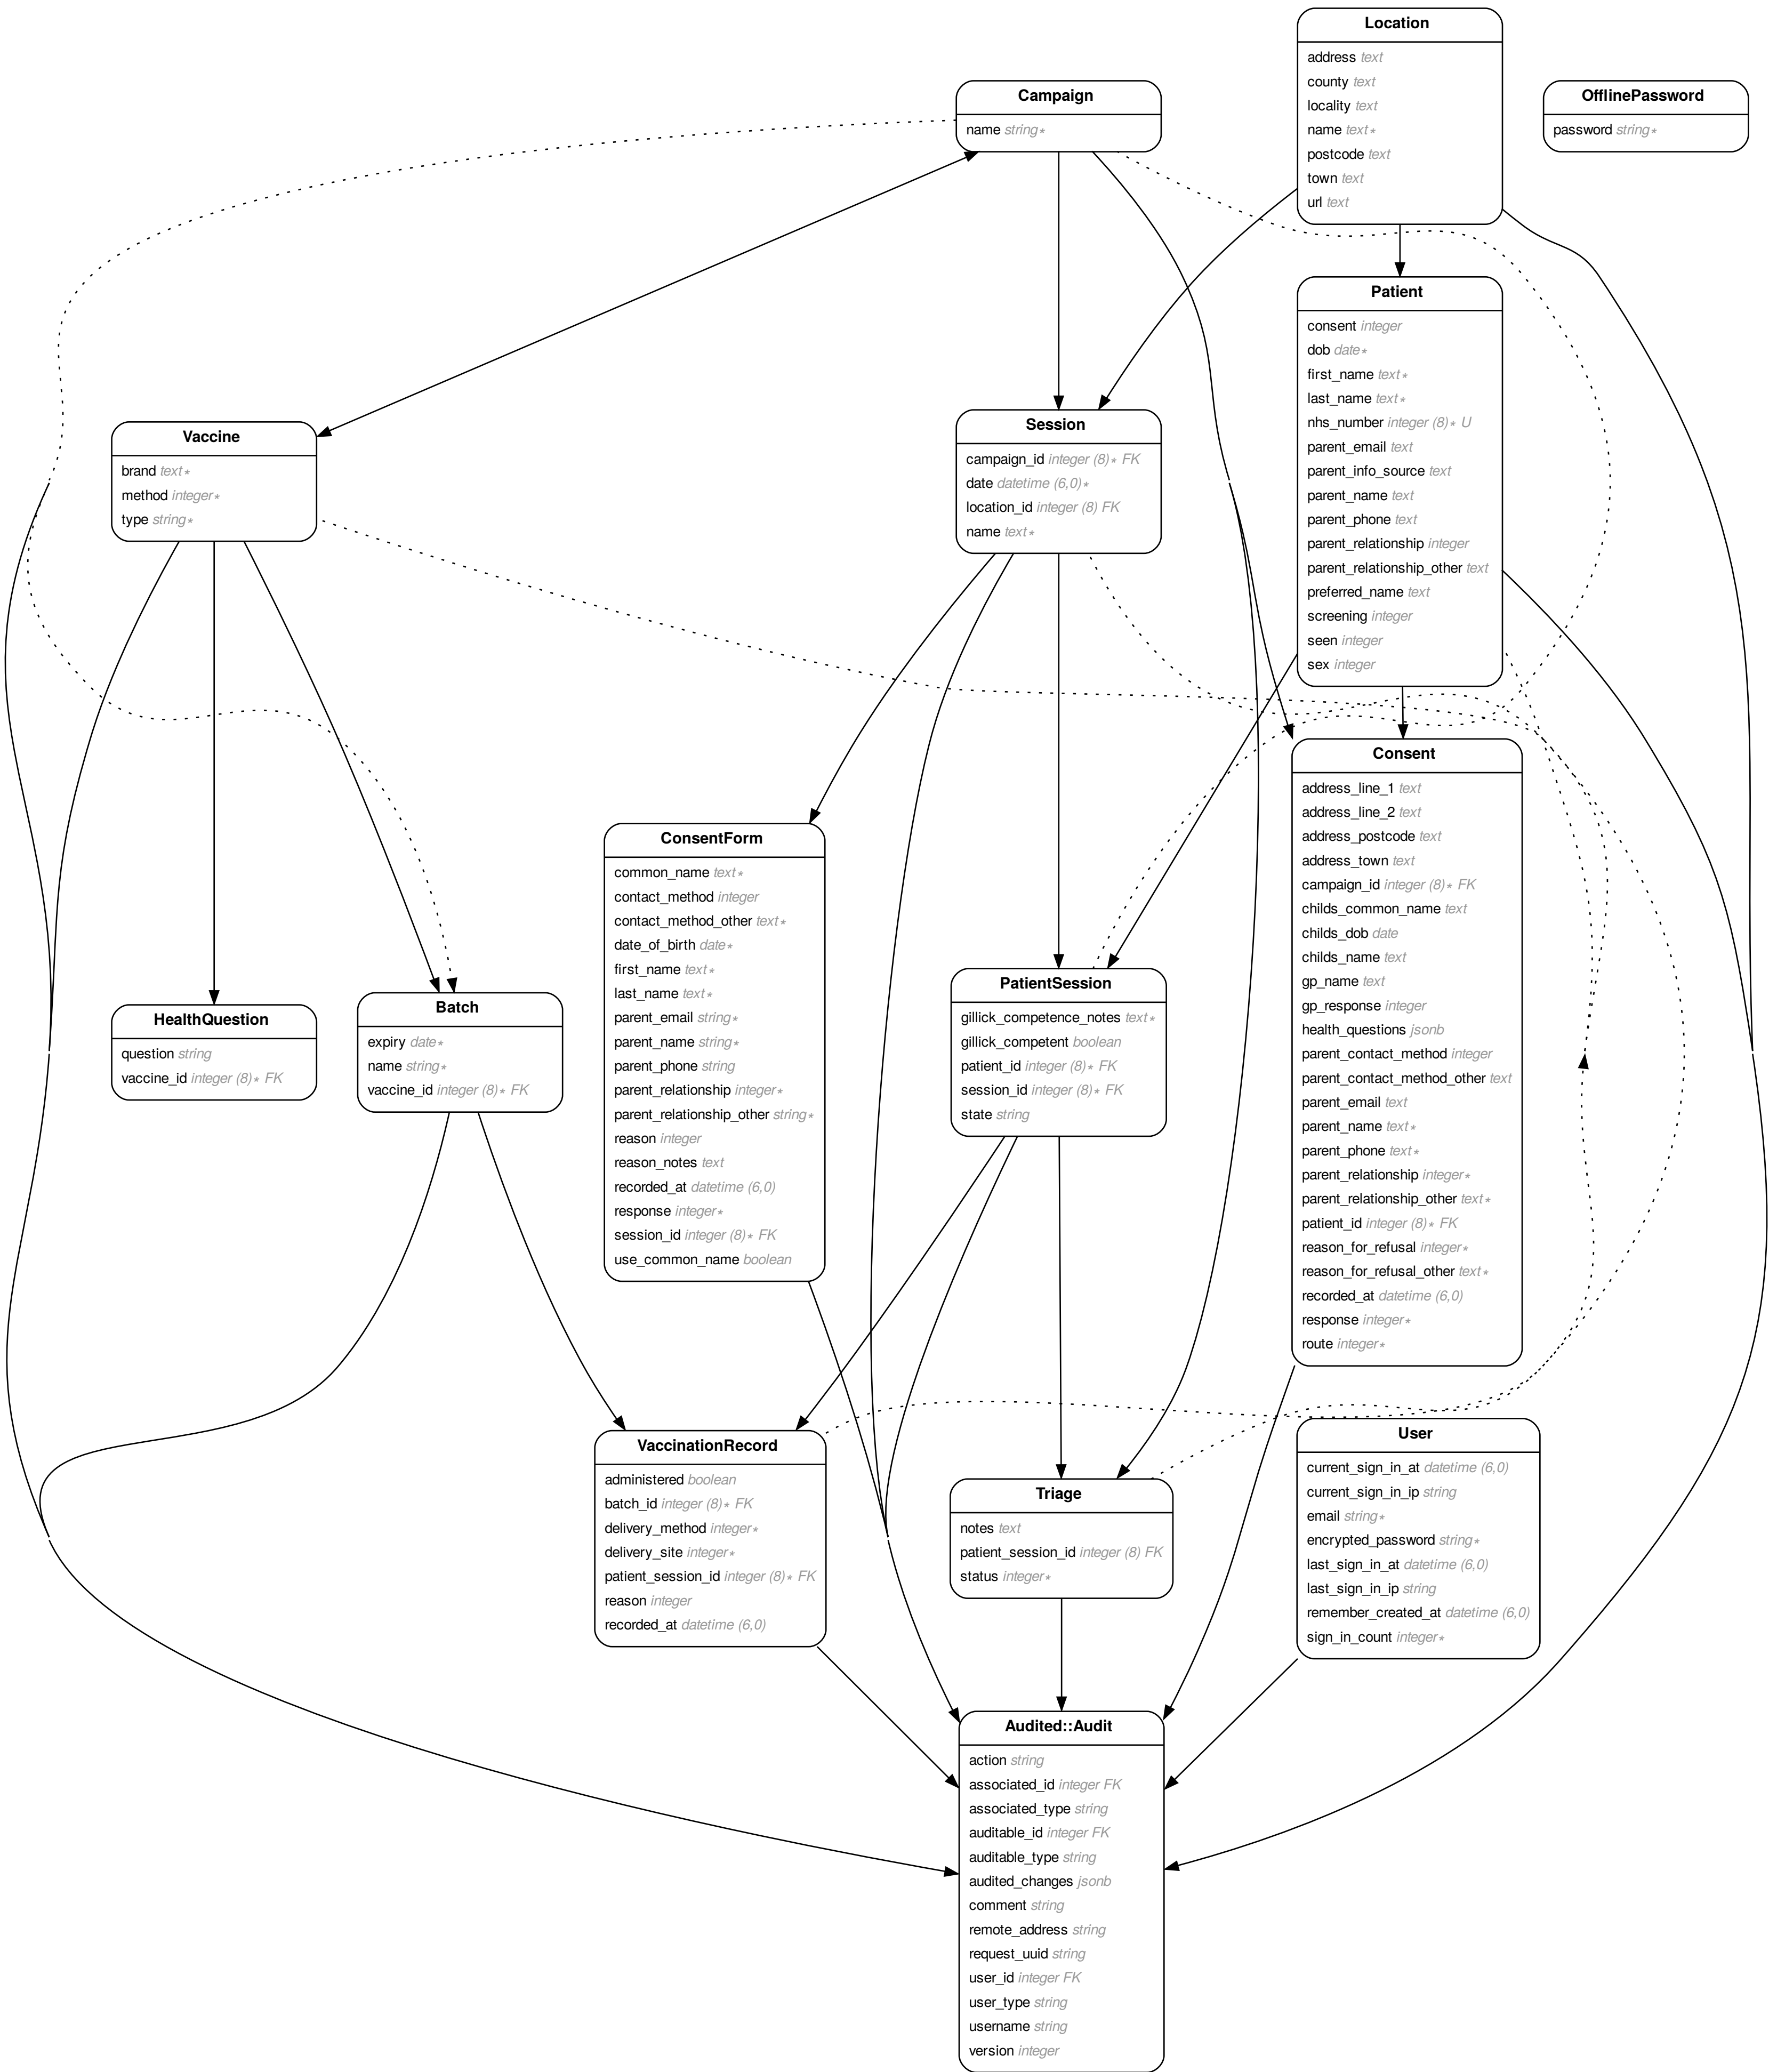 Location
address text
county text
locality text
name text∗
postcode text
town text
url text
Campaign
name string∗
OfflinePassword
password string∗
Patient
consent integer
dob date∗
first_name text∗
last_name text∗
nhs_number integer (8)∗ U
parent_email text
parent_info_source text
parent_name text
parent_phone text
parent_relationship integer
parent_relationship_other text
preferred_name text
screening integer
seen integer
sex integer
Vaccine
brand text∗
method integer∗
type string∗
Session
campaign_id integer (8)∗ FK
date datetime (6,0)∗
location_id integer (8) FK
name text∗
Consent
address_line_1 text
address_line_2 text
address_postcode text
address_town text
campaign_id integer (8)∗ FK
childs_common_name text
childs_dob date
childs_name text
gp_name text
gp_response integer
health_questions jsonb
parent_contact_method integer
parent_contact_method_other text
parent_email text
parent_name text∗
parent_phone text∗
parent_relationship integer∗
parent_relationship_other text∗
patient_id integer (8)∗ FK
reason_for_refusal integer∗
reason_for_refusal_other text∗
recorded_at datetime (6,0)
response integer∗
route integer∗
ConsentForm
common_name text∗
contact_method integer
contact_method_other text∗
date_of_birth date∗
first_name text∗
last_name text∗
parent_email string∗
parent_name string∗
parent_phone string
parent_relationship integer∗
parent_relationship_other string∗
reason integer
reason_notes text
recorded_at datetime (6,0)
response integer∗
session_id integer (8)∗ FK
use_common_name boolean
PatientSession
gillick_competence_notes text∗
gillick_competent boolean
patient_id integer (8)∗ FK
session_id integer (8)∗ FK
state string
HealthQuestion
question string
vaccine_id integer (8)∗ FK
Batch
expiry date∗
name string∗
vaccine_id integer (8)∗ FK
VaccinationRecord
administered boolean
batch_id integer (8)∗ FK
delivery_method integer∗
delivery_site integer∗
patient_session_id integer (8)∗ FK
reason integer
recorded_at datetime (6,0)
Triage
notes text
patient_session_id integer (8) FK
status integer∗
User
current_sign_in_at datetime (6,0)
current_sign_in_ip string
email string∗
encrypted_password string∗
last_sign_in_at datetime (6,0)
last_sign_in_ip string
remember_created_at datetime (6,0)
sign_in_count integer∗
Audited::Audit
action string
associated_id integer FK
associated_type string
auditable_id integer FK
auditable_type string
audited_changes jsonb
comment string
remote_address string
request_uuid string
user_id integer FK
user_type string
username string
version integer